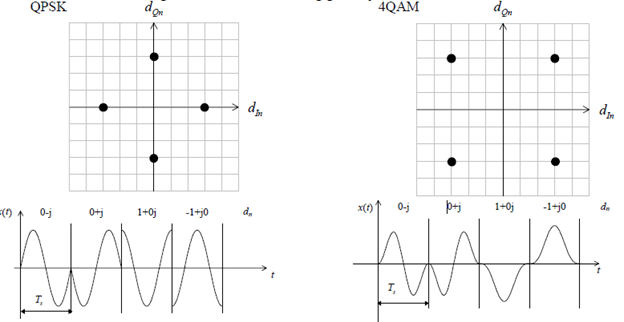 QPSK
d_Qn
d_In
4QAM
d_Qn
d_In
x(t) 0-j 0+j 1+0j -1+j0 d_n
t
T_s
x(t) 0-j 0+j 1+0j -1+j0 d_n
t
T_s